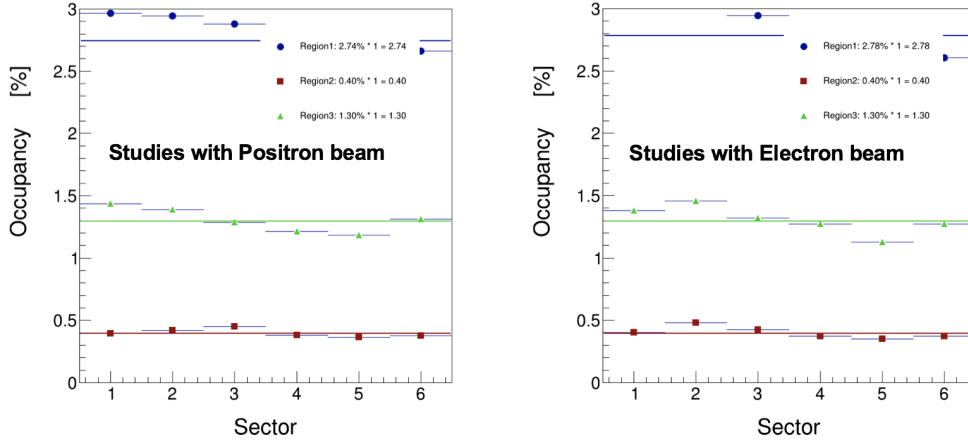 3
2.5
2
1.5
1
0.5
0
Occupancy [%]
Region1: 2.74% * 1 = 2.74
Region2: 0.40% * 1 = 0.40
Region3: 1.30% * 1 = 1.30
Studies with Positron beam
1 2 3 4 5 6
Sector
3
2.5
2
1.5
1
0.5
0
Occupancy [%]
Region1: 2.78% * 1 = 2.78
Region2: 0.40% * 1 = 0.40
Region3: 1.30% * 1 = 1.30
Studies with Electron beam
1 2 3 4 5 6
Sector